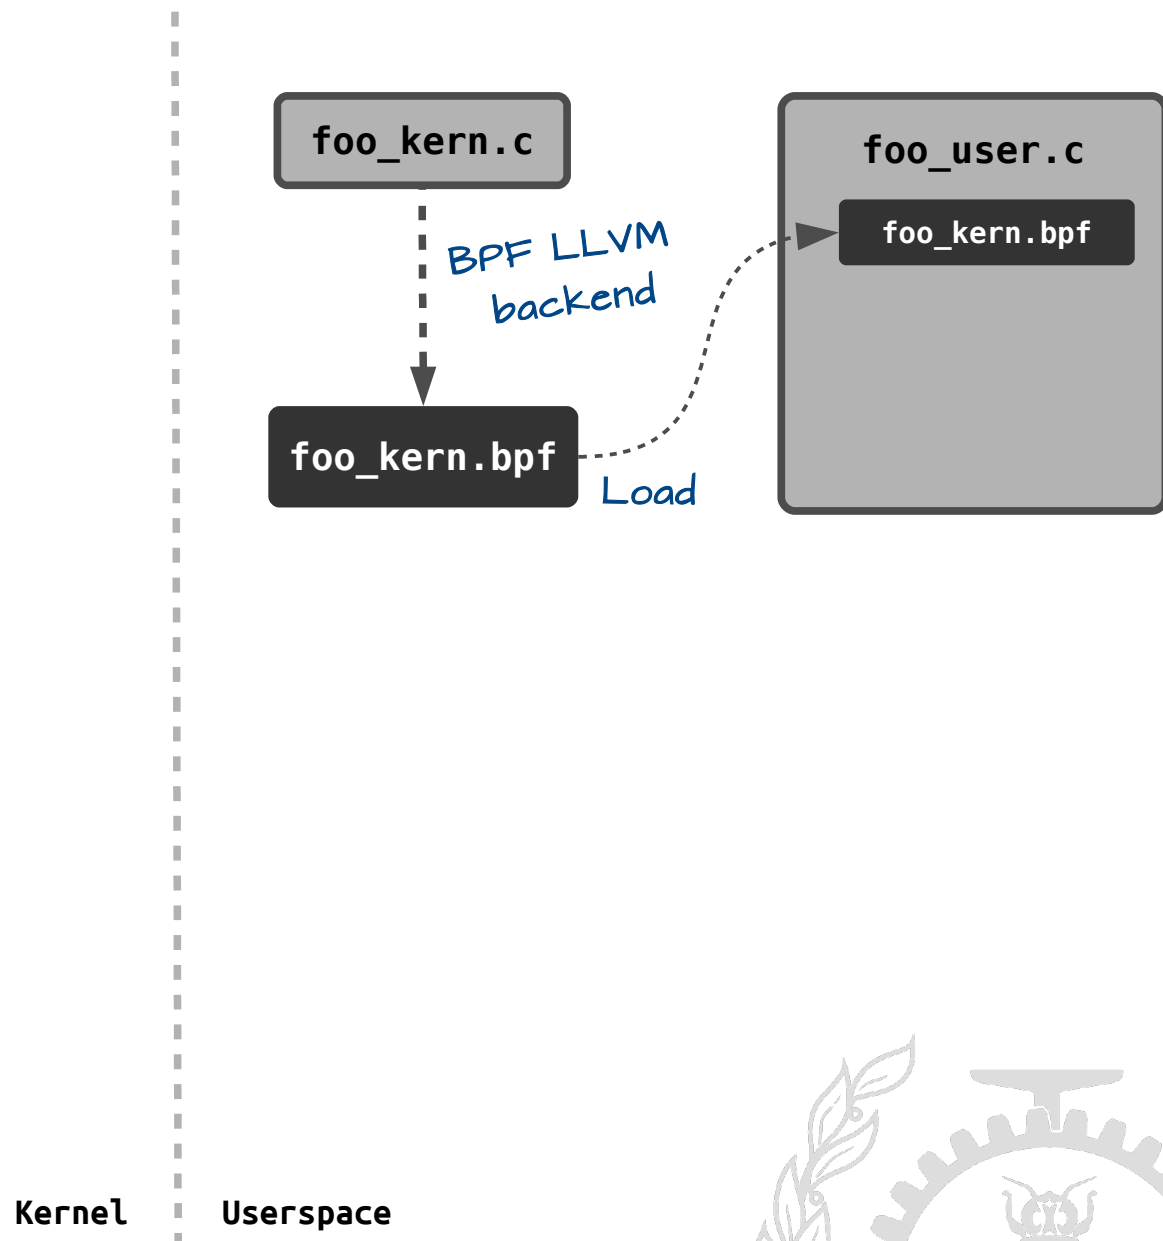 foo_kern.c
foo_user.c
foo_kern.bpf
BPF LLVM
backend
foo_kern.bpf
Load
Kernel
Userspace